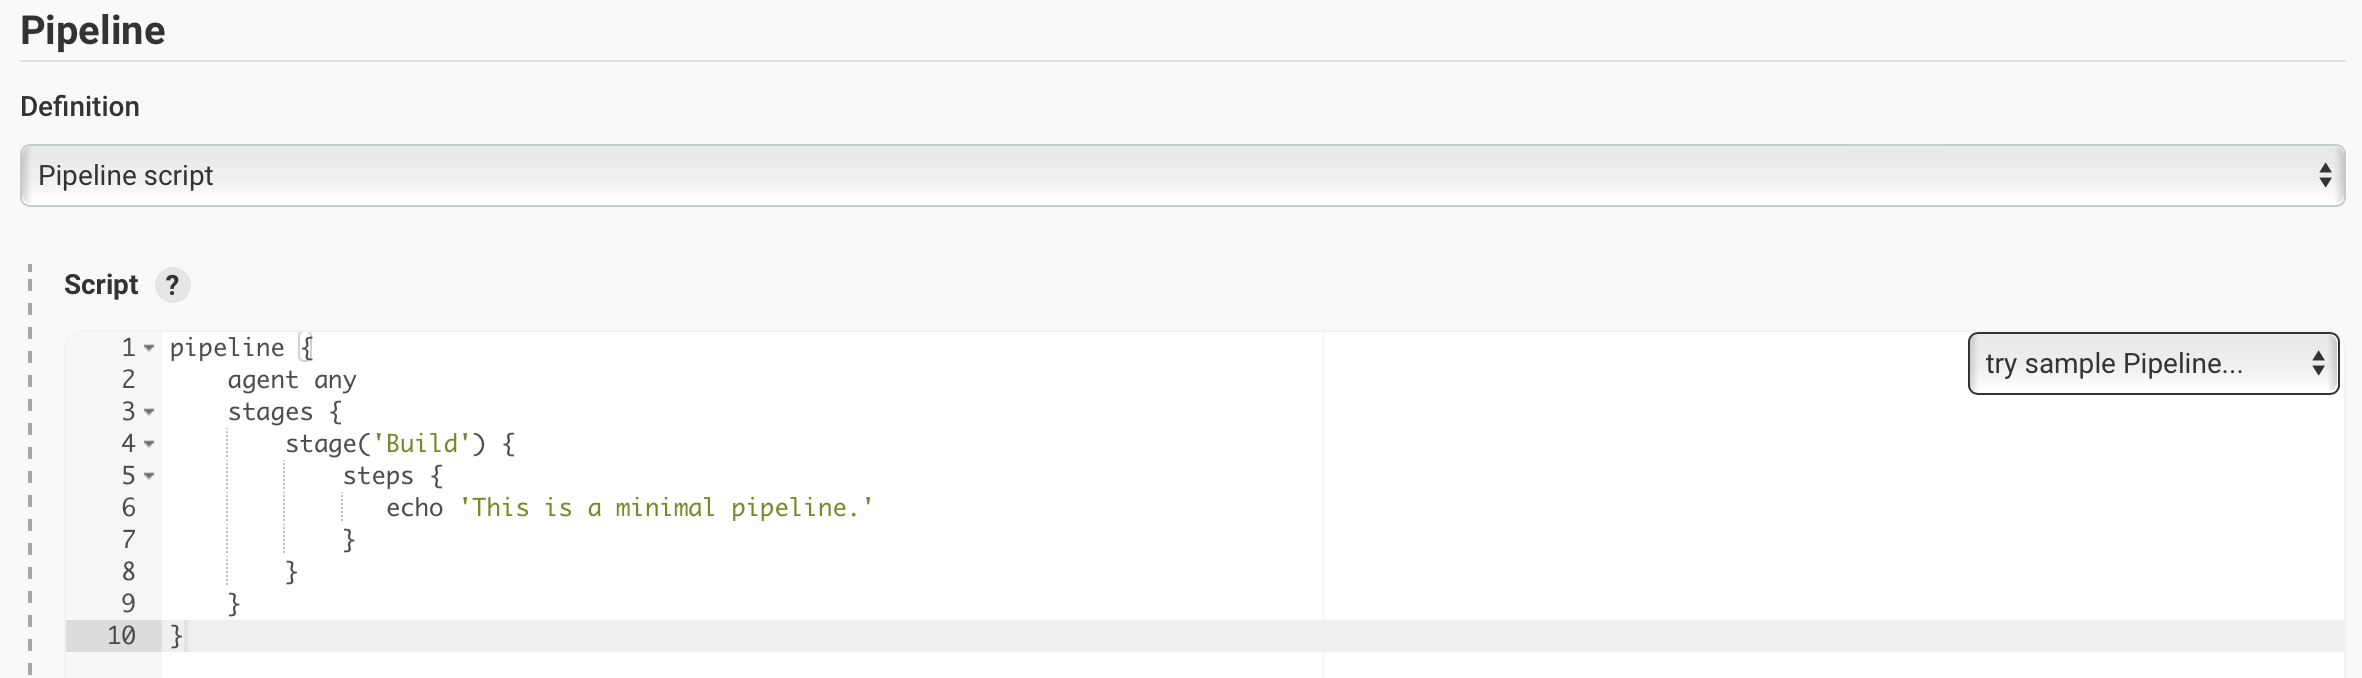 Pipeline
Definition
Pipeline script
Script ?
try sample Pipeline...
1 pipeline {
2     agent any
3     stages {
4         stage('Build') {
5             steps {
6                echo 'This is a minimal pipeline.'
7             }
8         }
9     }
10 }